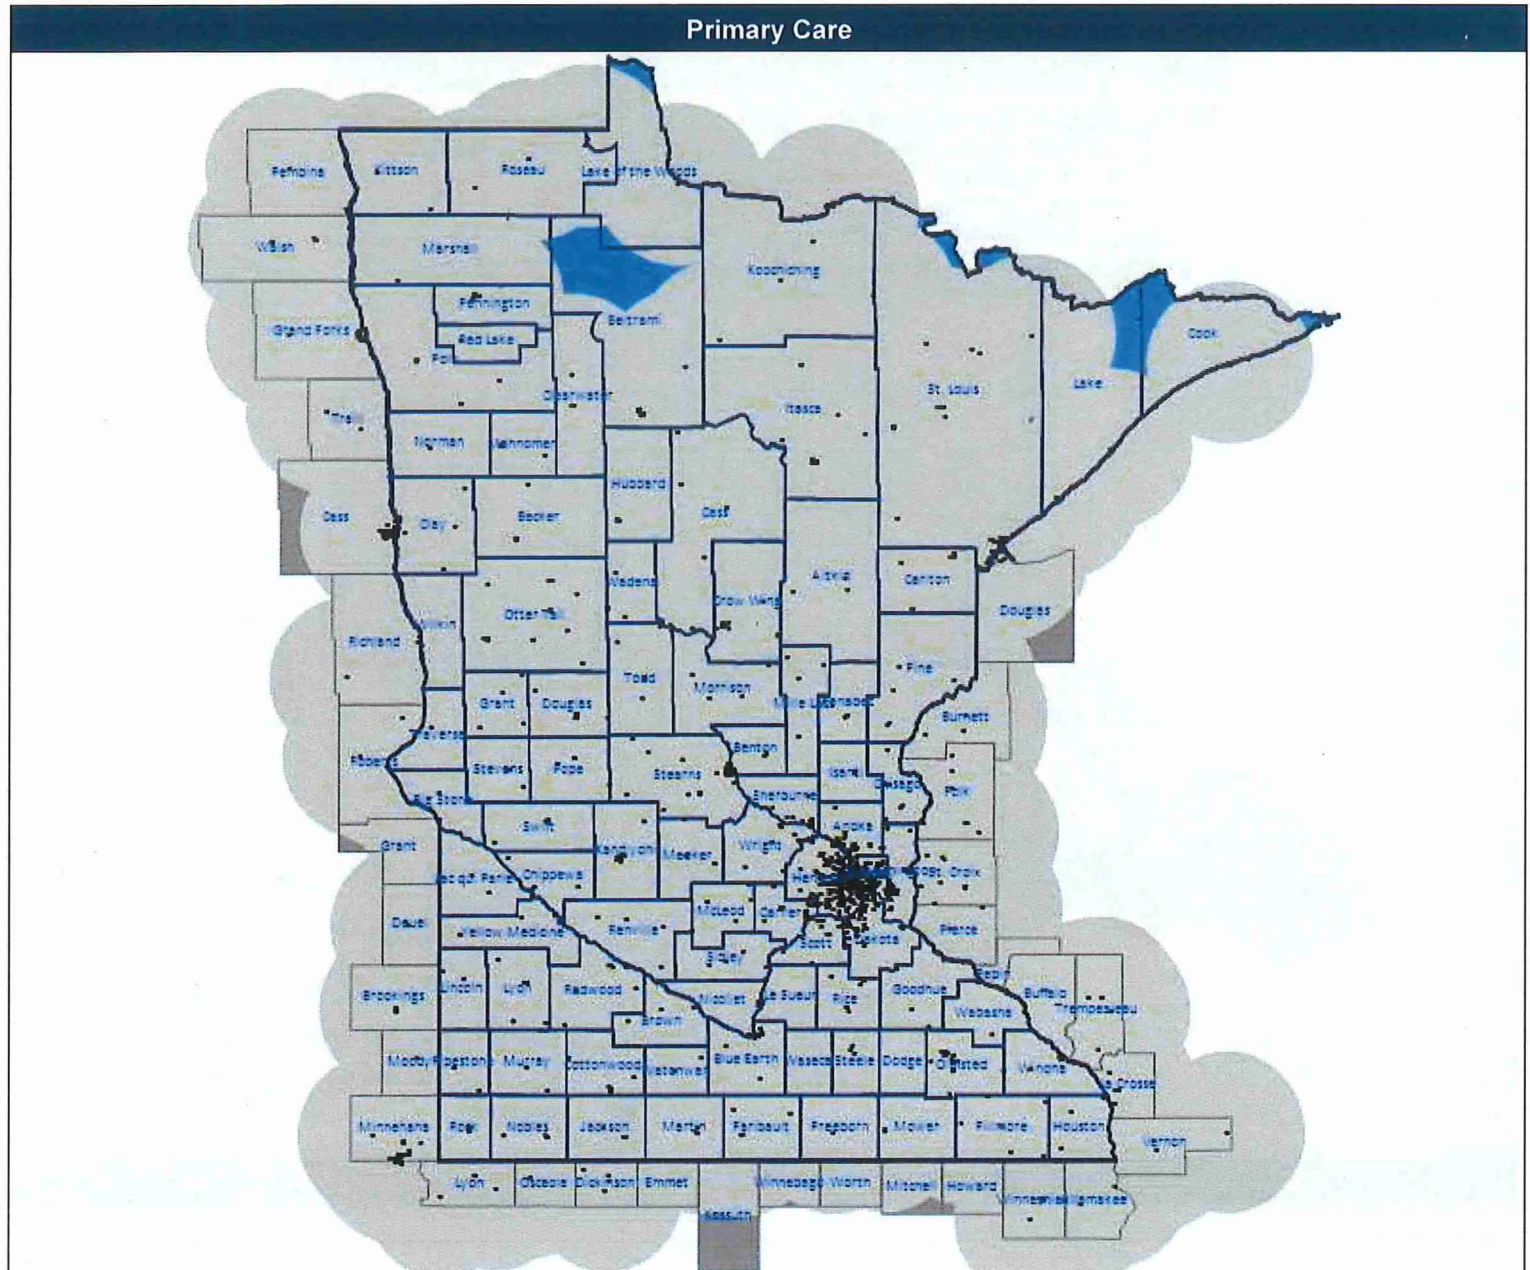 Primary Care
Pembina
Kittson
Roseau
Lake of the Woods
Walsh
Marshall
Koochiching
Pennington
Grand Forks
Beltrami
Cook
Red Lake
Clearwater
St. Louis
Lake
Itasca
Traill
Norman
Mahnomen
Hubbard
Cass
Cass
Clay
Becker
Wadena
Aitkin
Carlton
Crow Wing
Otter Tail
Douglas
Wilkin
Richland
Pine
Todd
Morrison
Grant
Douglas
Mille
Burnett
Traverse
Benton
Roberts
Stevens
Pope
Stearns
Isanti
Chisago
Polk
Big Stone
Sherburne
Swift
Anoka
Grant
Kandiyohi
Meeker
Wright
Lac qui Parle
Chippewa
St. Croix
McLeod
Carver
Deuel
Yellow Medicine
Renville
Scott
Dakota
Pierce
Sibley
Pepin
Brookings
Lincoln
Lyon
Redwood
Nicollet
Le Sueur
Rice
Goodhue
Buffalo
Trempealeau
Wabasha
Brown
Moody
Pipestone
Murray
Cottonwood
Watonwan
Blue Earth
Waseca
Steele
Dodge
Olmsted
Winona
La Crosse
Minnehaha
Rock
Nobles
Jackson
Martin
Faribault
Freeborn
Mower
Fillmore
Houston
Vernon
Lyon
Osceola
Dickinson
Emmet
Winnebago
Worth
Mitchell
Howard
Winneshiek
Allamakee
Kossuth